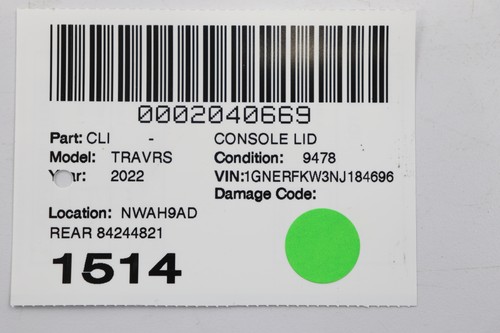 0002040669
Part: CLI - CONSOLE LID
Model: TRAVRS Condition: 9478
Year: 2022 VIN:1GNERFKW3NJ184696
Damage Code:
Location: NWAH9AD
REAR 84244821
1514